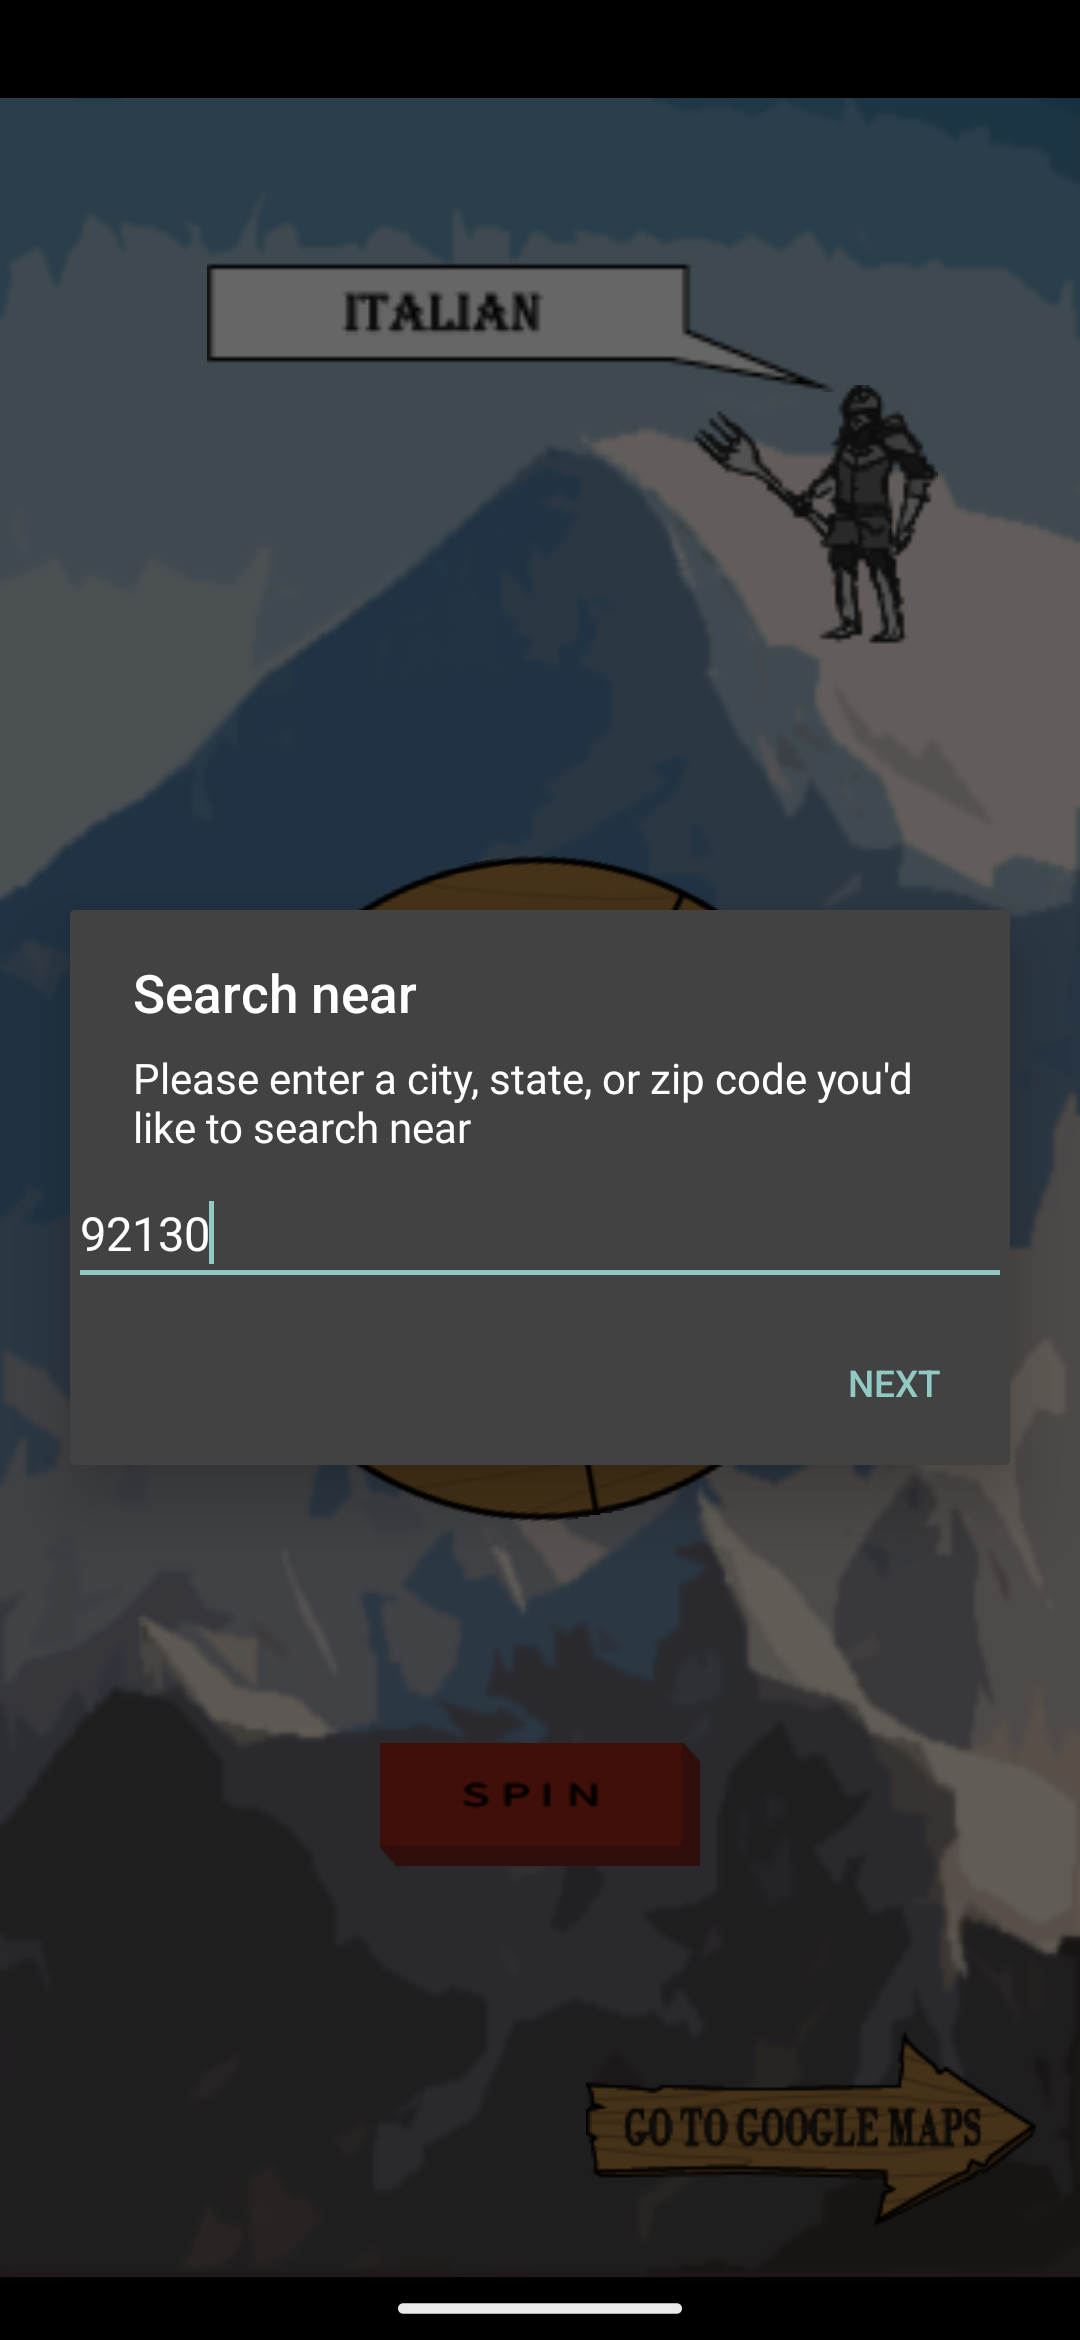 ITALIAN
Search near
Please enter a city, state, or zip code you'd
like to search near
92130
NEXT
SPIN
GO TO GOOGLE MAPS